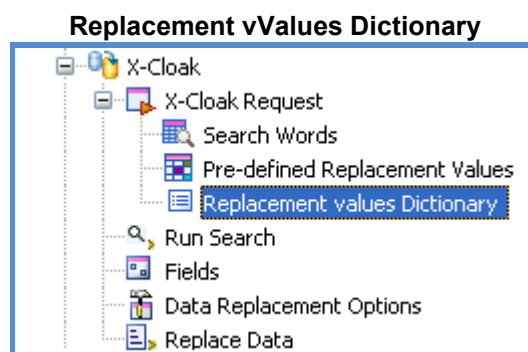 Replacement vValues Dictionary
X-Cloak
X-Cloak Request
Search Words
Pre-defined Replacement Values
Replacement values Dictionary
Run Search
Fields
Data Replacement Options
Replace Data